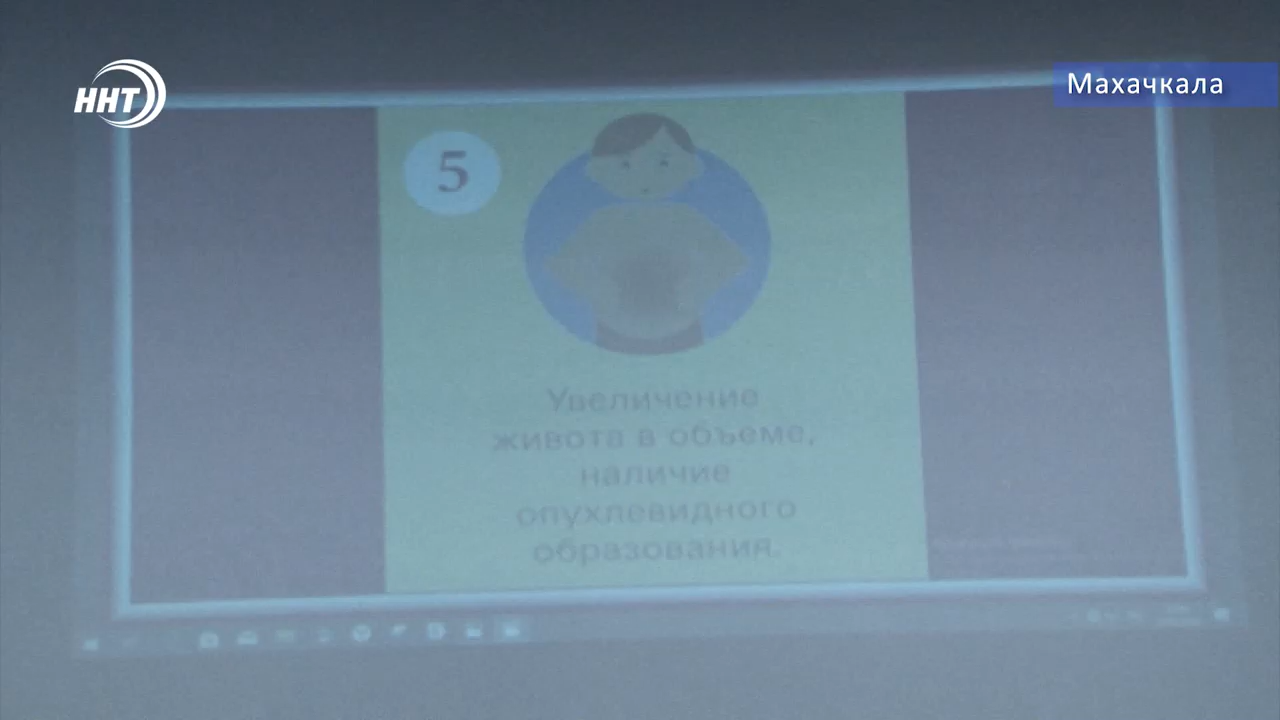 ННТ
Махачкала
5
Увеличение
живота в объеме,
наличие
опухлевидного
образования.